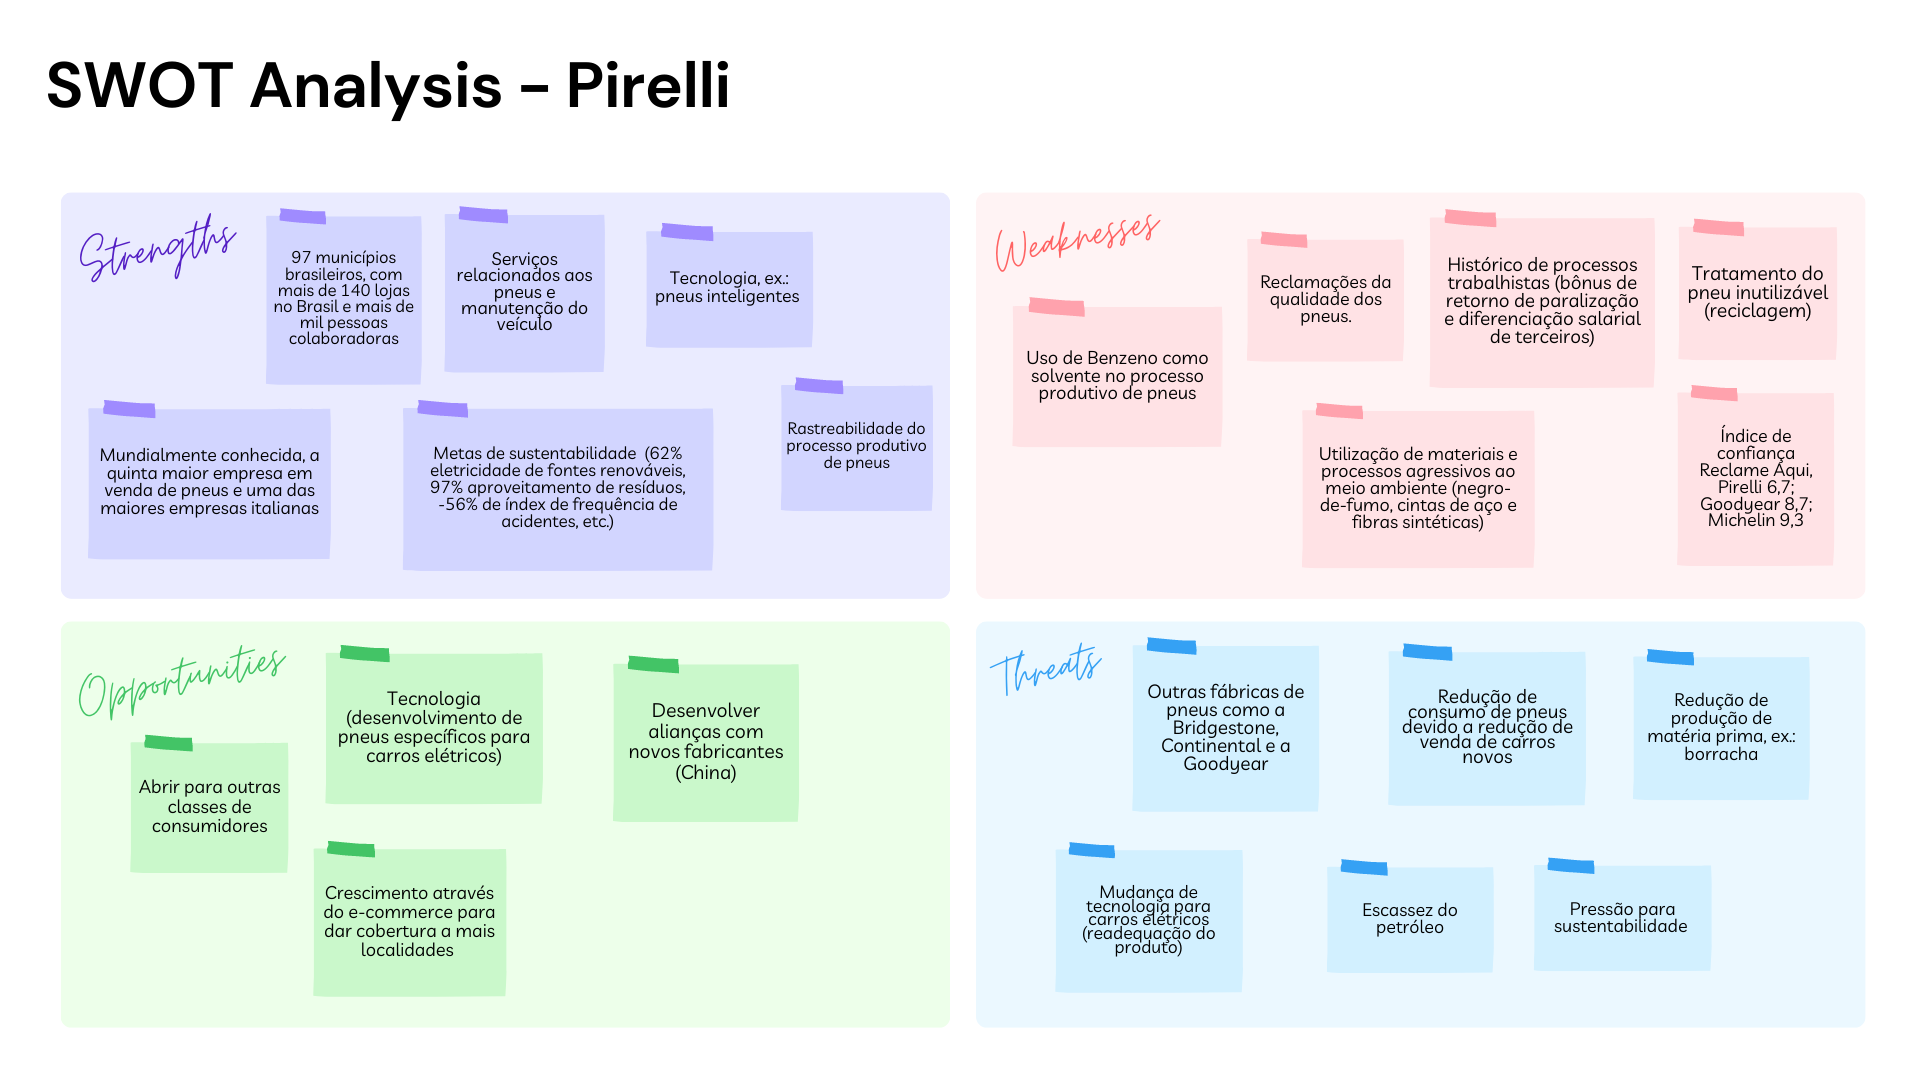 SWOT Analysis - Pirelli
Strengths
97 municípios
brasileiros, com
mais de 140 lojas
no Brasil e mais de
mil pessoas
colaboradoras
Serviços
relacionados aos
pneus e
manutenção do
veículo
Tecnologia, ex.:
pneus inteligentes
Mundialmente conhecida, a
quinta maior empresa em
venda de pneus e uma das
maiores empresas italianas
Metas de sustentabilidade (62%
eletricidade de fontes renováveis,
97% aproveitamento de resíduos,
-56% de índex de frequência de
acidentes, etc.)
Rastreabilidade do
processo produtivo
de pneus
Weaknesses
Uso de Benzeno como
solvente no processo
produtivo de pneus
Reclamações da
qualidade dos
pneus.
Histórico de processos
trabalhistas (bônus de
retorno de paralização
e diferenciação salarial
de terceiros)
Tratamento do
pneu inutilizável
(reciclagem)
Utilização de materiais e
processos agressivos ao
meio ambiente (negro-
de-fumo, cintas de aço e
fibras sintéticas)
Índice de
confiança
Reclame Aqui,
Pirelli 6,7;
Goodyear 8,7;
Michelin 9,3
Opportunities
Abrir para outras
classes de
consumidores
Tecnologia
(desenvolvimento de
pneus específicos para
carros elétricos)
Desenvolver
alianças com
novos fabricantes
(China)
Crescimento através
do e-commerce para
dar cobertura a mais
localidades
Threats
Outras fábricas de
pneus como a
Bridgestone,
Continental e a
Goodyear
Redução de
consumo de pneus
devido a redução de
venda de carros
novos
Redução de
produção de
matéria prima, ex.:
borracha
Mudança de
tecnologia para
carros elétricos
(readequação do
produto)
Escassez do
petróleo
Pressão para
sustentabilidade